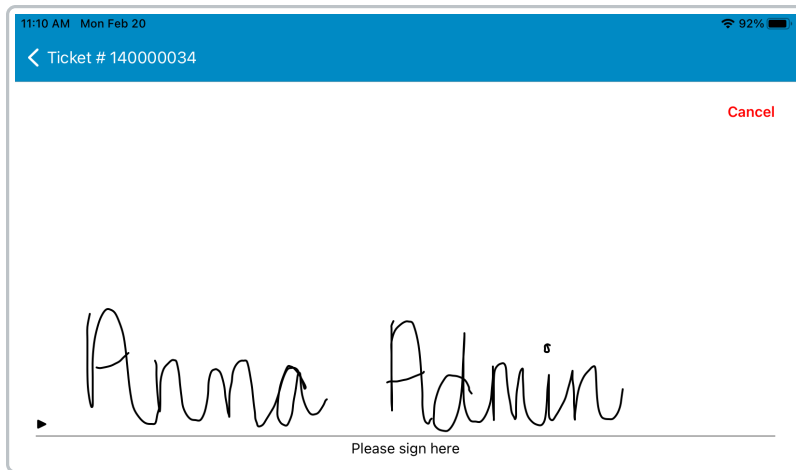 11:10 AM Mon Feb 20 92%
Ticket # 140000034
Cancel
Anna Admin
Please sign here